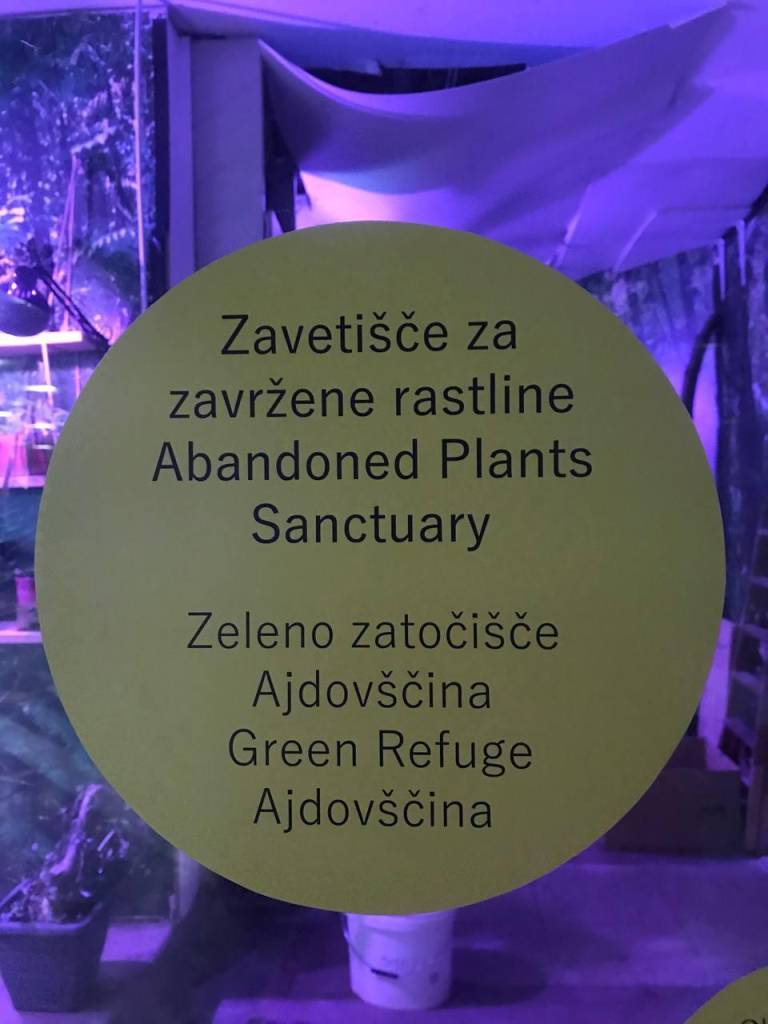 Zavetišče za
zavržene rastline
Abandoned Plants
Sanctuary
Zeleno zatočišče
Ajdovščina
Green Refuge
Ajdovščina